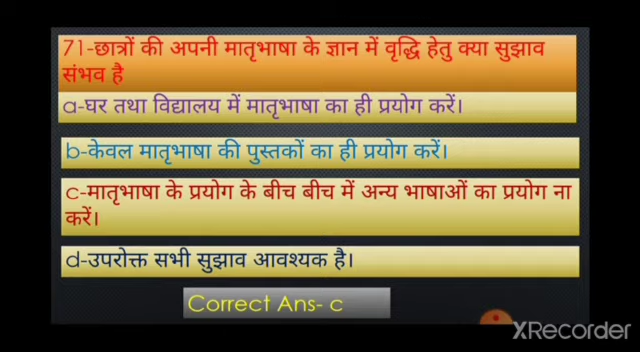 71-छात्रों की अपनी मातृभाषा के ज्ञान में वृद्धि हेतु क्या सुझाव
संभव है
a-घर तथा विद्यालय में मातृभाषा का ही प्रयोग करें।
b-केवल मातृभाषा की पुस्तकों का ही प्रयोग करें।
c-मातृभाषा के प्रयोग के बीच बीच में अन्य भाषाओं का प्रयोग ना
करें।
d-उपरोक्त सभी सुझाव आवश्यक है।
Correct Ans- c
XRecorder